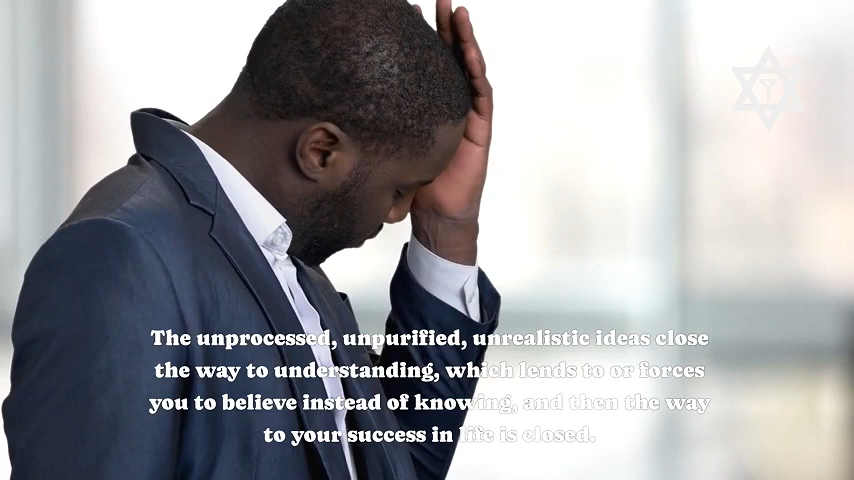 The unprocessed, unpurified, unrealistic ideas close
the way to understanding, which lends to or forces
you to believe instead of knowing, and then the way
to your success in life is closed.